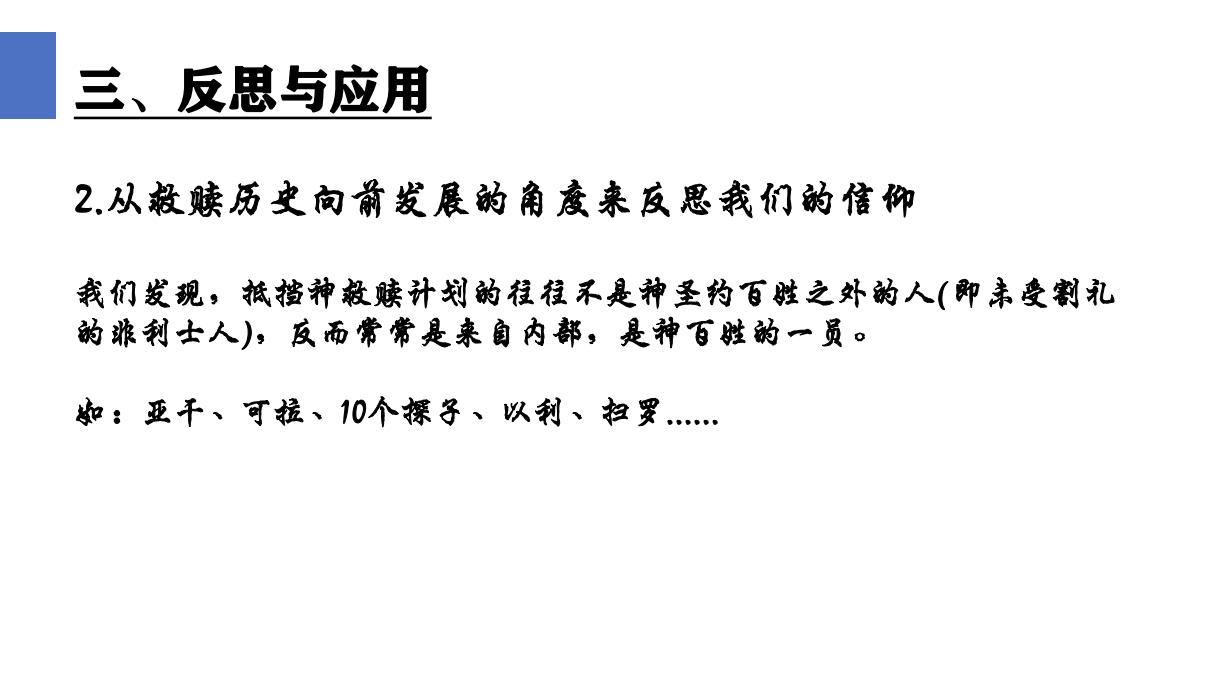 三、反思与应用
2.从救赎历史向前发展的角度来反思我们的信仰
我们发现，抵挡神救赎计划的往往不是神圣约百姓之外的人(即未受割礼
的非利士人)，反而常常是来自内部，是神百姓的一员。
如：亚干、可拉、10个探子、以利、扫罗......